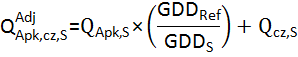 Q^Adj_Apk,cz,S=Q_Apk,S×(GDD_Ref/GDD_S) + Q_cz,S